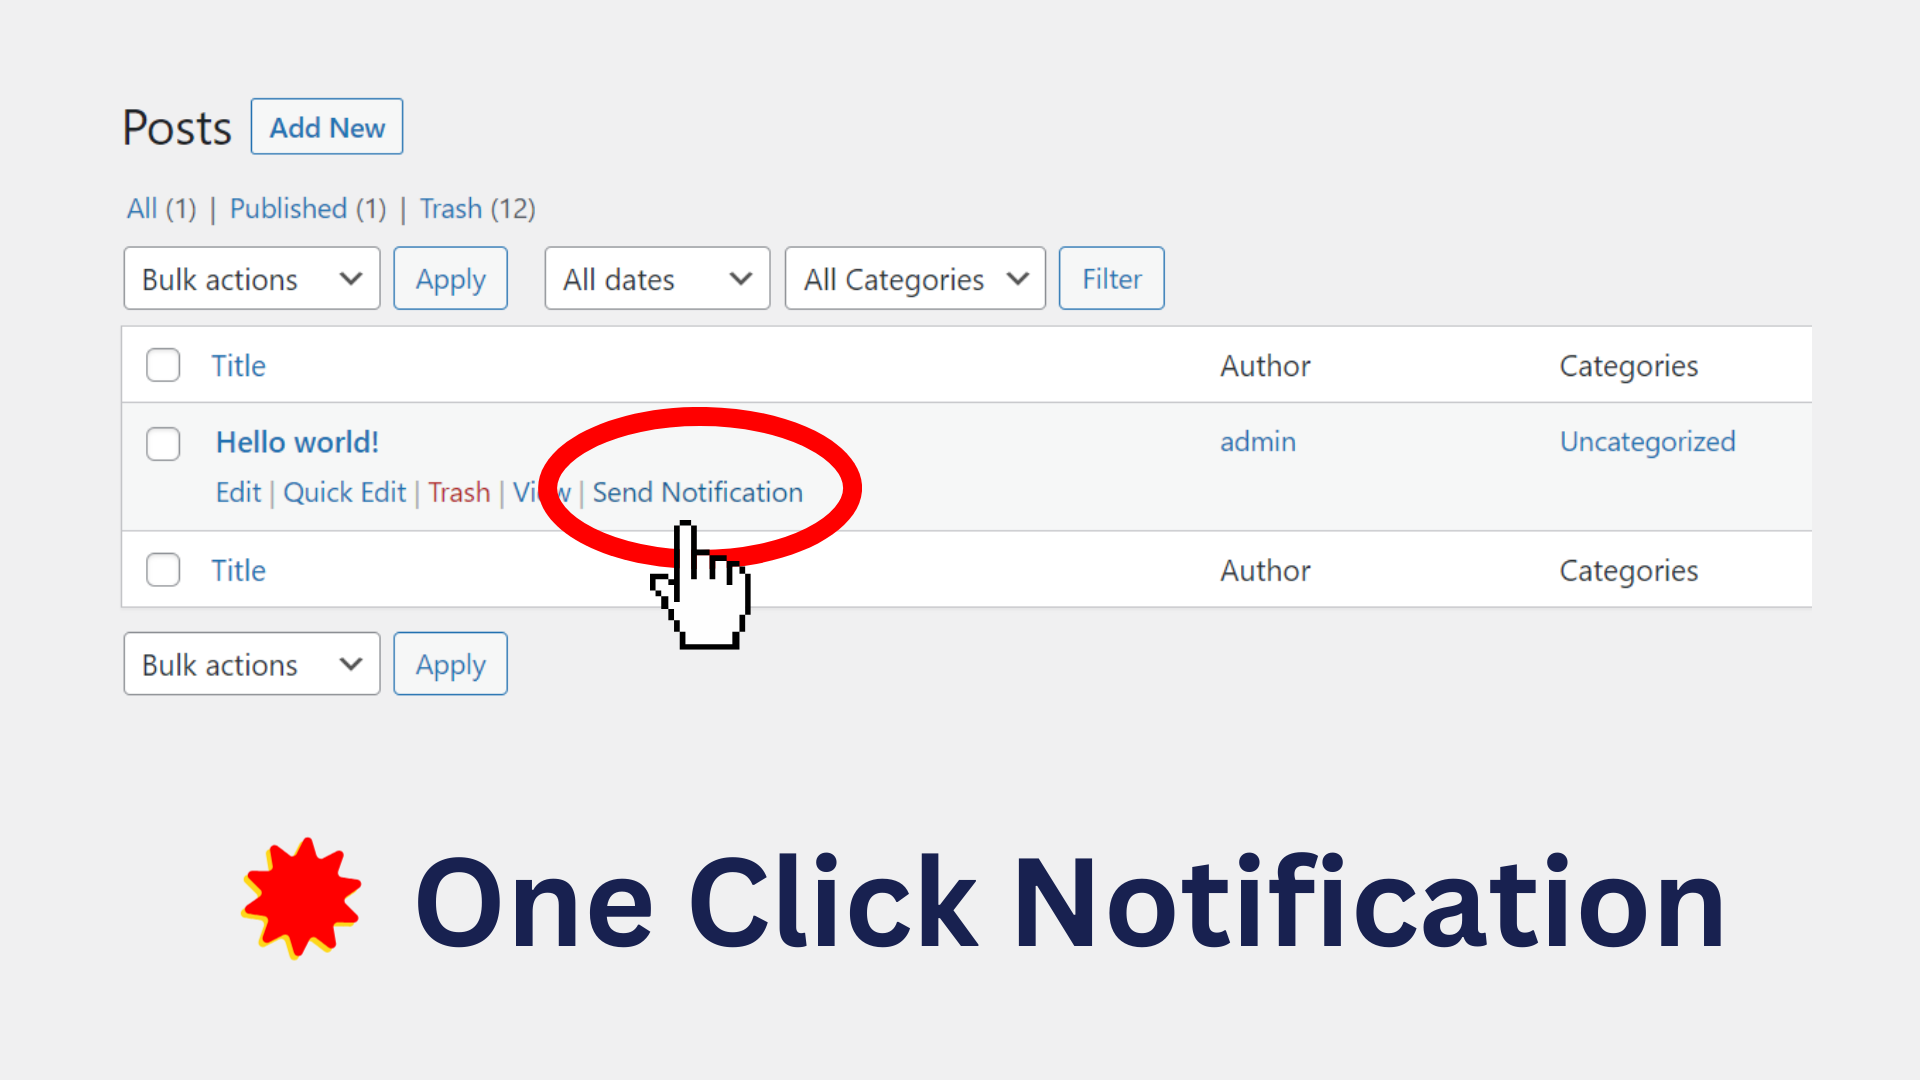 Posts Add New
All (1) | Published (1) | Trash (12)
Bulk actions Apply All dates All Categories Filter
Title Author Categories
Hello world! admin Uncategorized
Edit | Quick Edit | Trash | View | Send Notification
Title Author Categories
Bulk actions Apply
One Click Notification